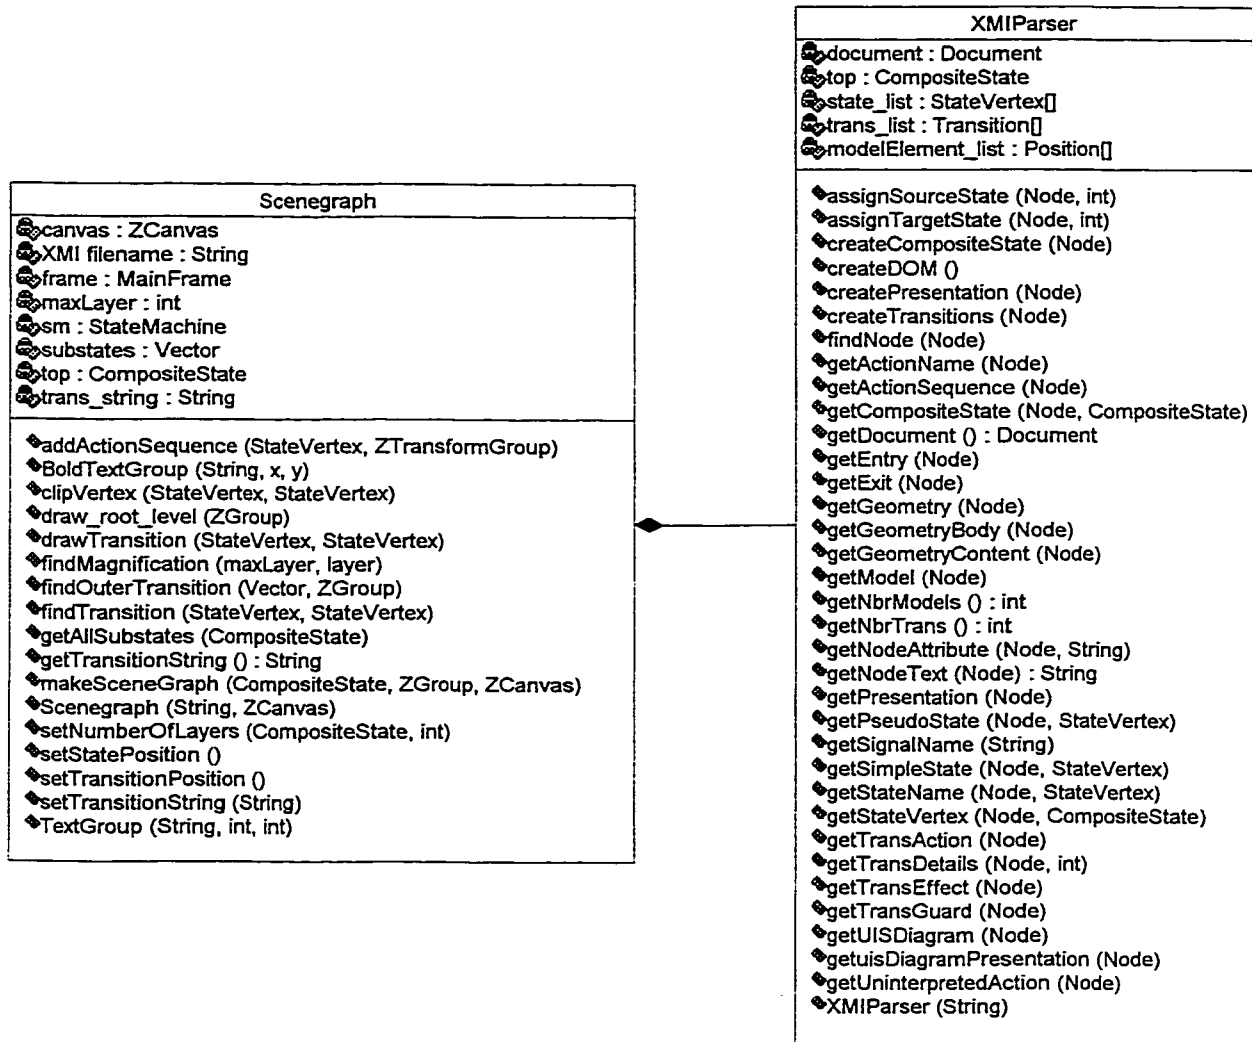 Scenegraph
canvas : ZCanvas
XMI filename : String
frame : MainFrame
maxLayer : int
sm : StateMachine
substates : Vector
top : CompositeState
trans_string : String
addActionSequence (StateVertex, ZTransformGroup)
BoldTextGroup (String, x, y)
clipVertex (StateVertex, StateVertex)
draw_root_level (ZGroup)
drawTransition (StateVertex, StateVertex)
findMagnification (maxLayer, layer)
findOuterTransition (Vector, ZGroup)
findTransition (StateVertex, StateVertex)
getAllSubstates (CompositeState)
getTransitionString () : String
makeSceneGraph (CompositeState, ZGroup, ZCanvas)
Scenegraph (String, ZCanvas)
setNumberOfLayers (CompositeState, int)
setStatePosition ()
setTransitionPosition ()
setTransitionString (String)
TextGroup (String, int, int)
XMIParser
document : Document
top : CompositeState
state_list : StateVertex[]
trans_list : Transition[]
modelElement_list : Position[]
assignSourceState (Node, int)
assignTargetState (Node, int)
createCompositeState (Node)
createDOM ()
createPresentation (Node)
createTransitions (Node)
findNode (Node)
getActionName (Node)
getActionSequence (Node)
getCompositeState (Node, CompositeState)
getDocument () : Document
getEntry (Node)
getExit (Node)
getGeometry (Node)
getGeometryBody (Node)
getGeometryContent (Node)
getModel (Node)
getNbrModels () : int
getNbrTrans () : int
getNodeAttribute (Node, String)
getNodeText (Node) : String
getPresentation (Node)
getPseudoState (Node, StateVertex)
getSignalName (String)
getSimpleState (Node, StateVertex)
getStateName (Node, StateVertex)
getStateVertex (Node, CompositeState)
getTransAction (Node)
getTransDetails (Node, int)
getTransEffect (Node)
getTransGuard (Node)
getUISDiagram (Node)
getuisDiagramPresentation (Node)
getUninterpretedAction (Node)
XMIParser (String)